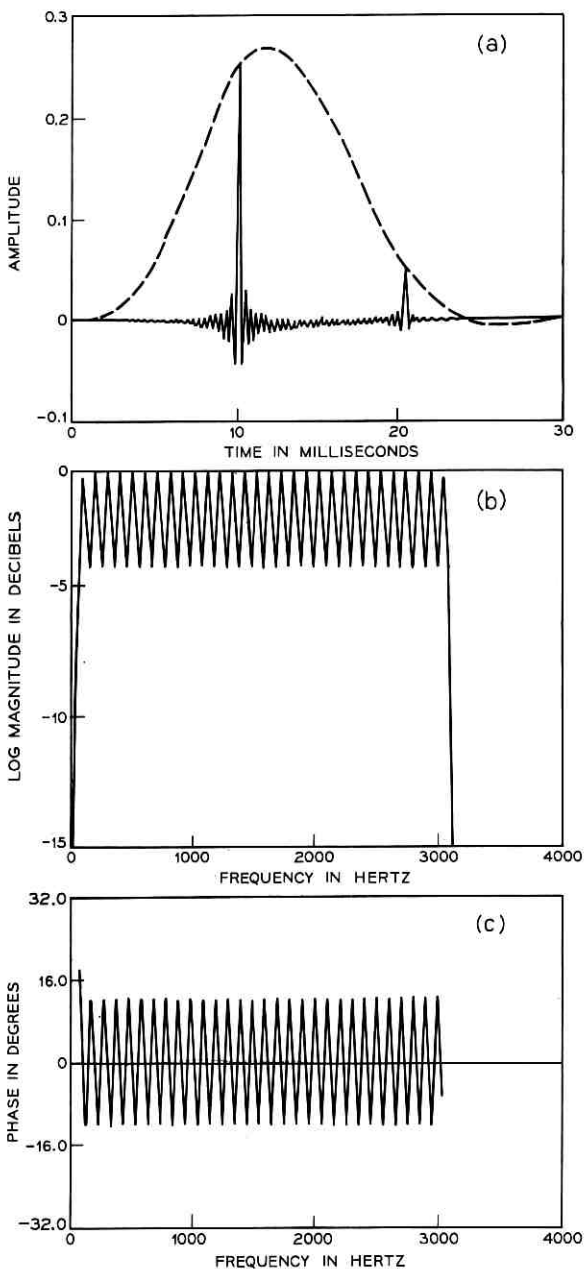 (a)
0.3
0.2
0.1
0
-0.1
AMPLITUDE
0 10 20 30
TIME IN MILLISECONDS
(b)
0
-5
-10
-15
LOG MAGNITUDE IN DECIBELS
0 1000 2000 3000 4000
FREQUENCY IN HERTZ
(c)
32.0
16.0
0
-16.0
-32.0
PHASE IN DEGREES
0 1000 2000 3000 4000
FREQUENCY IN HERTZ